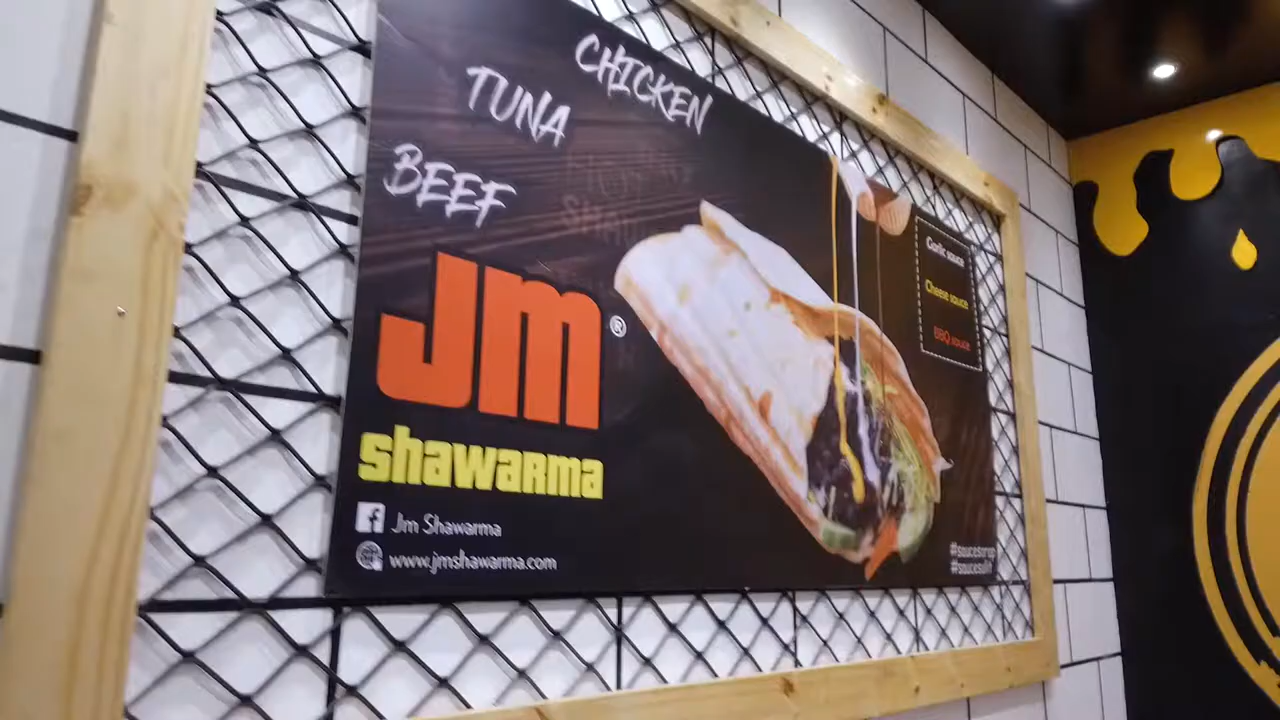 CHICKEN
TUNA
BEEF
Jm®
shawarma
Jm Shawarma
www.jmshawarma.com
Garlic sauce
Cheese sauce
BBQ sauce